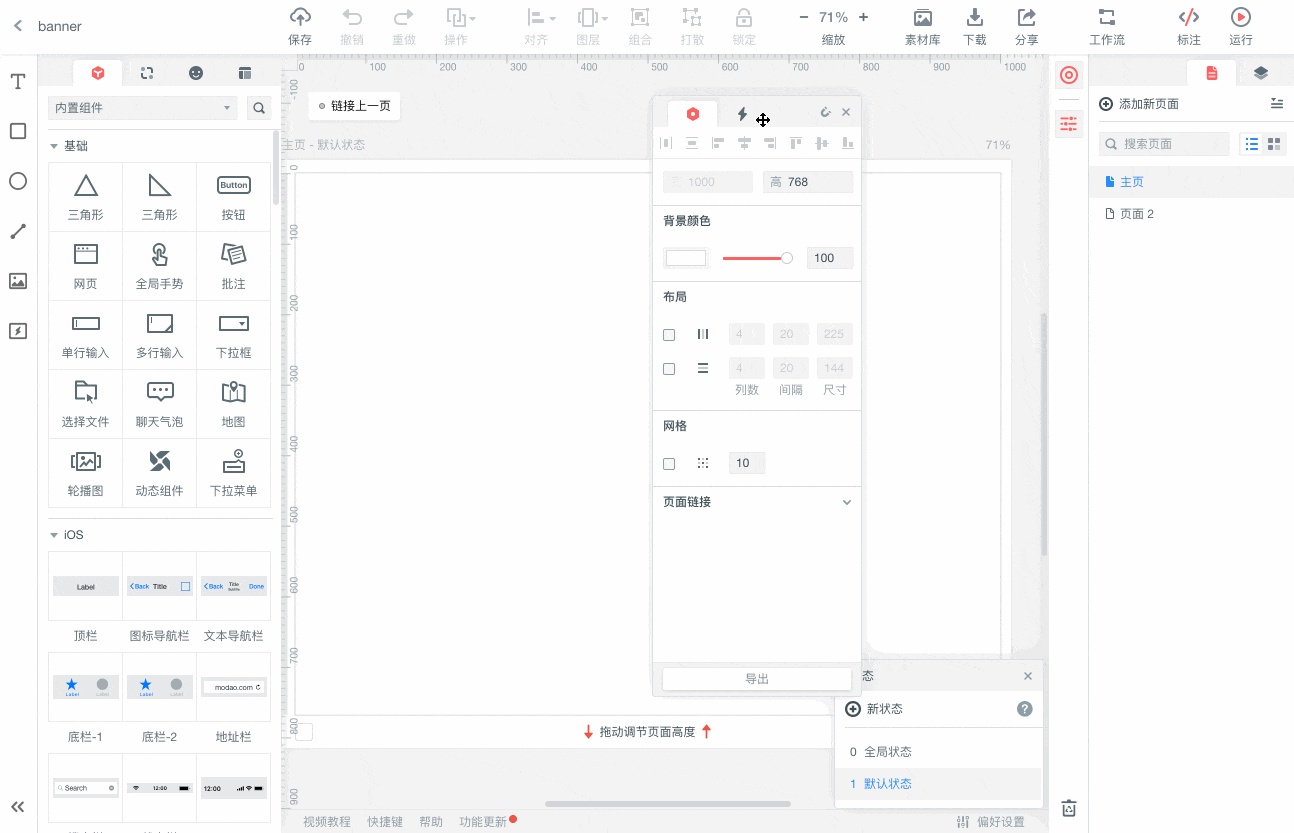 banner
保存
撤销
重做
操作
对齐
图层
组合
打散
锁定
71%
缩放
素材库
下载
分享
工作流
标注
运行
内置组件
基础
三角形
三角形
Button
按钮
网页
全局手势
批注
单行输入
多行输入
下拉框
选择文件
聊天气泡
地图
轮播图
动态组件
下拉菜单
iOS
Label
顶栏
Back Title
图标导航栏
Back Title Done
文本导航栏
Label
底栏-1
Label
底栏-2
modao.com
地址栏
Search
12:00
12:00
0 100 200 300 400 500 600 700 800 900 1000
-100
0
100
200
300
400
500
600
700
800
900
链接上一页
主页 - 默认状态
71%
1000
高 768
背景颜色
100
布局
4 20 225
4 20 144
列数 间隔 尺寸
网格
10
页面链接
导出
拖动调节页面高度
态
新状态
0 全局状态
1 默认状态
视频教程
快捷键
帮助
功能更新
偏好设置
添加新页面
搜索页面
主页
页面 2